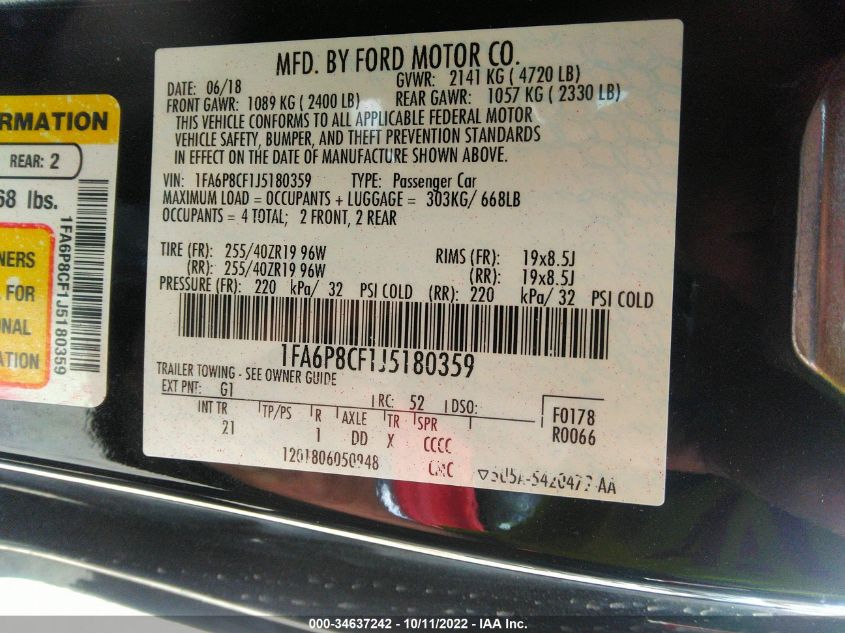 MFD. BY FORD MOTOR CO.
DATE: 06/18 GVWR: 2141 KG ( 4720 LB)
FRONT GAWR: 1089 KG ( 2400 LB) REAR GAWR: 1057 KG ( 2330 LB)
THIS VEHICLE CONFORMS TO ALL APPLICABLE FEDERAL MOTOR
VEHICLE SAFETY, BUMPER, AND THEFT PREVENTION STANDARDS
IN EFFECT ON THE DATE OF MANUFACTURE SHOWN ABOVE.
VIN: 1FA6P8CF1J5180359 TYPE: Passenger Car
MAXIMUM LOAD = OCCUPANTS + LUGGAGE = 303KG/ 668LB
OCCUPANTS = 4 TOTAL; 2 FRONT, 2 REAR
TIRE (FR): 255/40ZR19 96W RIMS (FR): 19x8.5J
(RR): 255/40ZR19 96W (RR): 19x8.5J
PRESSURE (FR): 220 kPa/ 32 PSI COLD (RR): 220 kPa/ 32 PSI COLD
1FA6P8CF1J5180359
TRAILER TOWING - SEE OWNER GUIDE
EXT PNT: G1 RC: 52 DSO: F0178
INT TR TP/PS R AXLE TR SPR R0066
21 1 DD X CCCC
1201806050948 CMC
REAR: 2
68 lbs.
1FA6P8CF1J5180359
FOR
000-34637242 - 10/11/2022 - IAA Inc.